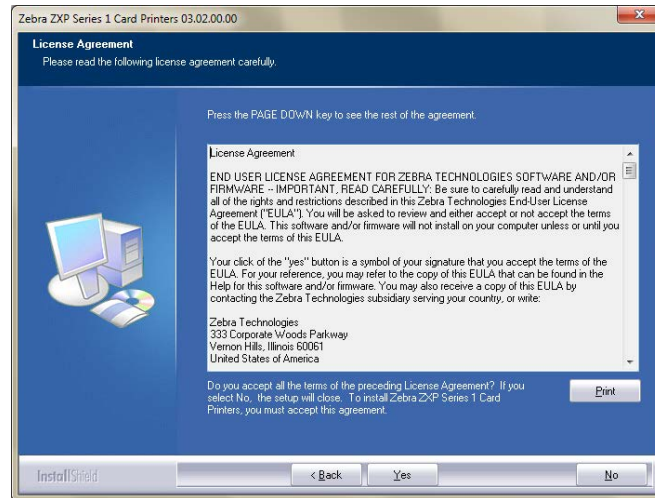 Zebra ZXP Series 1 Card Printers 03.02.00.00
License Agreement
Please read the following license agreement carefully.
Press the PAGE DOWN key to see the rest of the agreement.
License Agreement
END USER LICENSE AGREEMENT FOR ZEBRA TECHNOLOGIES SOFTWARE AND/OR
FIRMWARE -- IMPORTANT, READ CAREFULLY: Be sure to carefully read and understand
all of the rights and restrictions described in this Zebra Technologies End-User License
Agreement ("EULA"). You will be asked to review and either accept or not accept the terms
of the EULA. This software and/or firmware will not install on your computer unless or until you
accept the terms of this EULA.
Your click of the "yes" button is a symbol of your signature that you accept the terms of the
EULA. For your reference, you may refer to the copy of this EULA that can be found in the
Help for this software and/or firmware. You may also receive a copy of this EULA by
contacting the Zebra Technologies subsidiary serving your country, or write:
Zebra Technologies
333 Corporate Woods Parkway
Vernon Hills, Illinois 60061
United States of America
Do you accept all the terms of the preceding License Agreement? If you
select No, the setup will close. To install Zebra ZXP Series 1 Card
Printers, you must accept this agreement.
Print
InstallShield
< Back
Yes
No